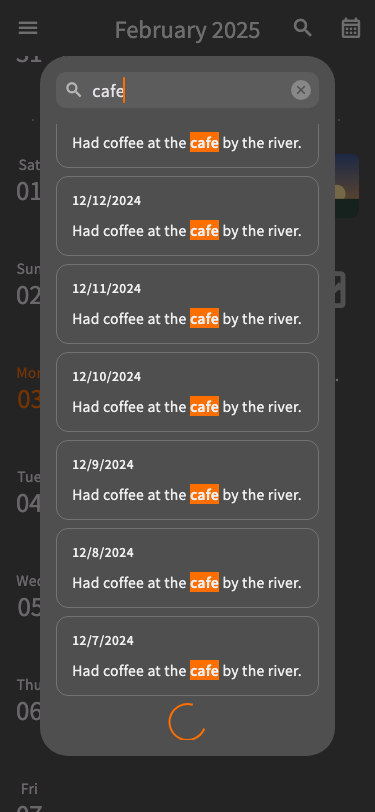 February 2025
31
cafe
Had coffee at the cafe by the river.
Sat
01
12/12/2024
Had coffee at the cafe by the river.
Sun
02
12/11/2024
Had coffee at the cafe by the river.
Mon
03
12/10/2024
Had coffee at the cafe by the river.
Tue
04
12/9/2024
Had coffee at the cafe by the river.
Wed
05
12/8/2024
Had coffee at the cafe by the river.
Thu
06
12/7/2024
Had coffee at the cafe by the river.
Fri
07